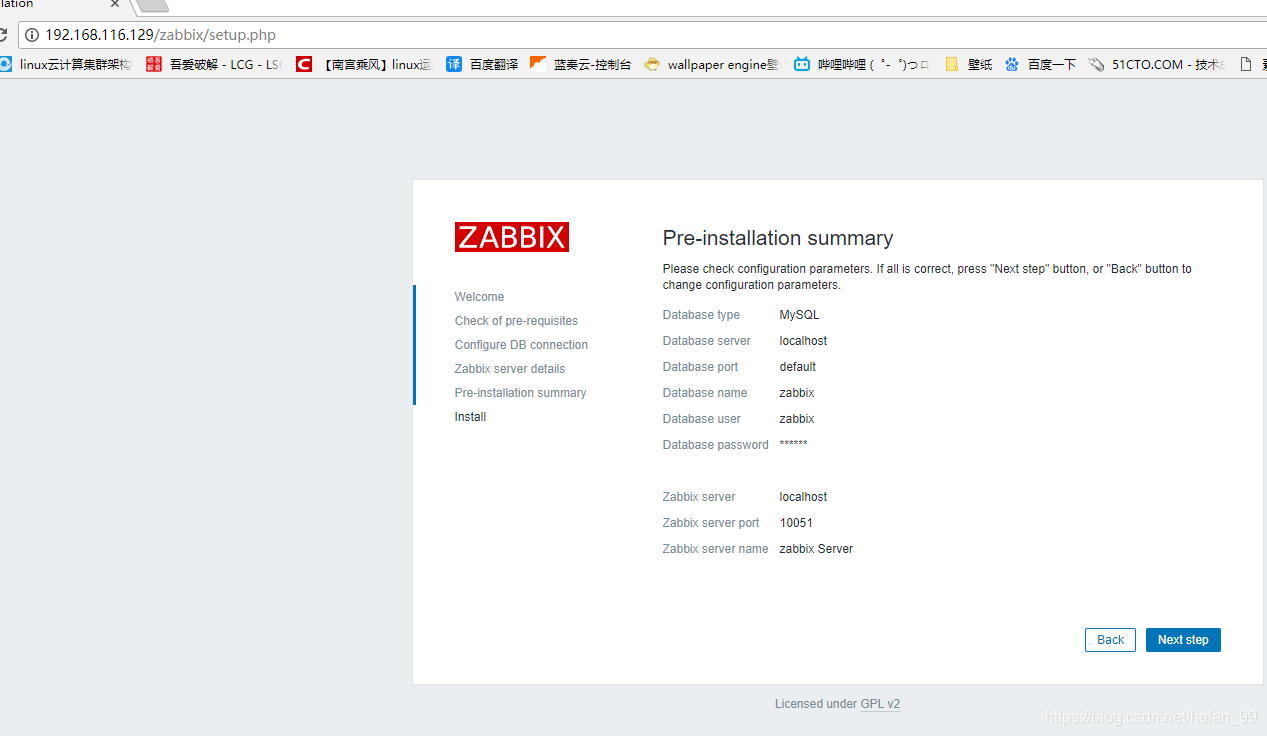 lation
192.168.116.129/zabbix/setup.php
linux云计算集群架构 吾爱破解 - LCG - LS 【南宫乘风】linux运 译 百度翻译 蓝奏云-控制台 wallpaper engine壁 哔哩哔哩 ( ゜- ゜)つロ 壁纸 百度一下 51CTO.COM - 技术
ZABBIX
Welcome
Check of pre-requisites
Configure DB connection
Zabbix server details
Pre-installation summary
Install
Pre-installation summary
Please check configuration parameters. If all is correct, press "Next step" button, or "Back" button to
change configuration parameters.
Database type MySQL
Database server localhost
Database port default
Database name zabbix
Database user zabbix
Database password ******
Zabbix server localhost
Zabbix server port 10051
Zabbix server name zabbix Server
Back Next step
Licensed under GPL v2
https://blog.csdn.net/heian_99